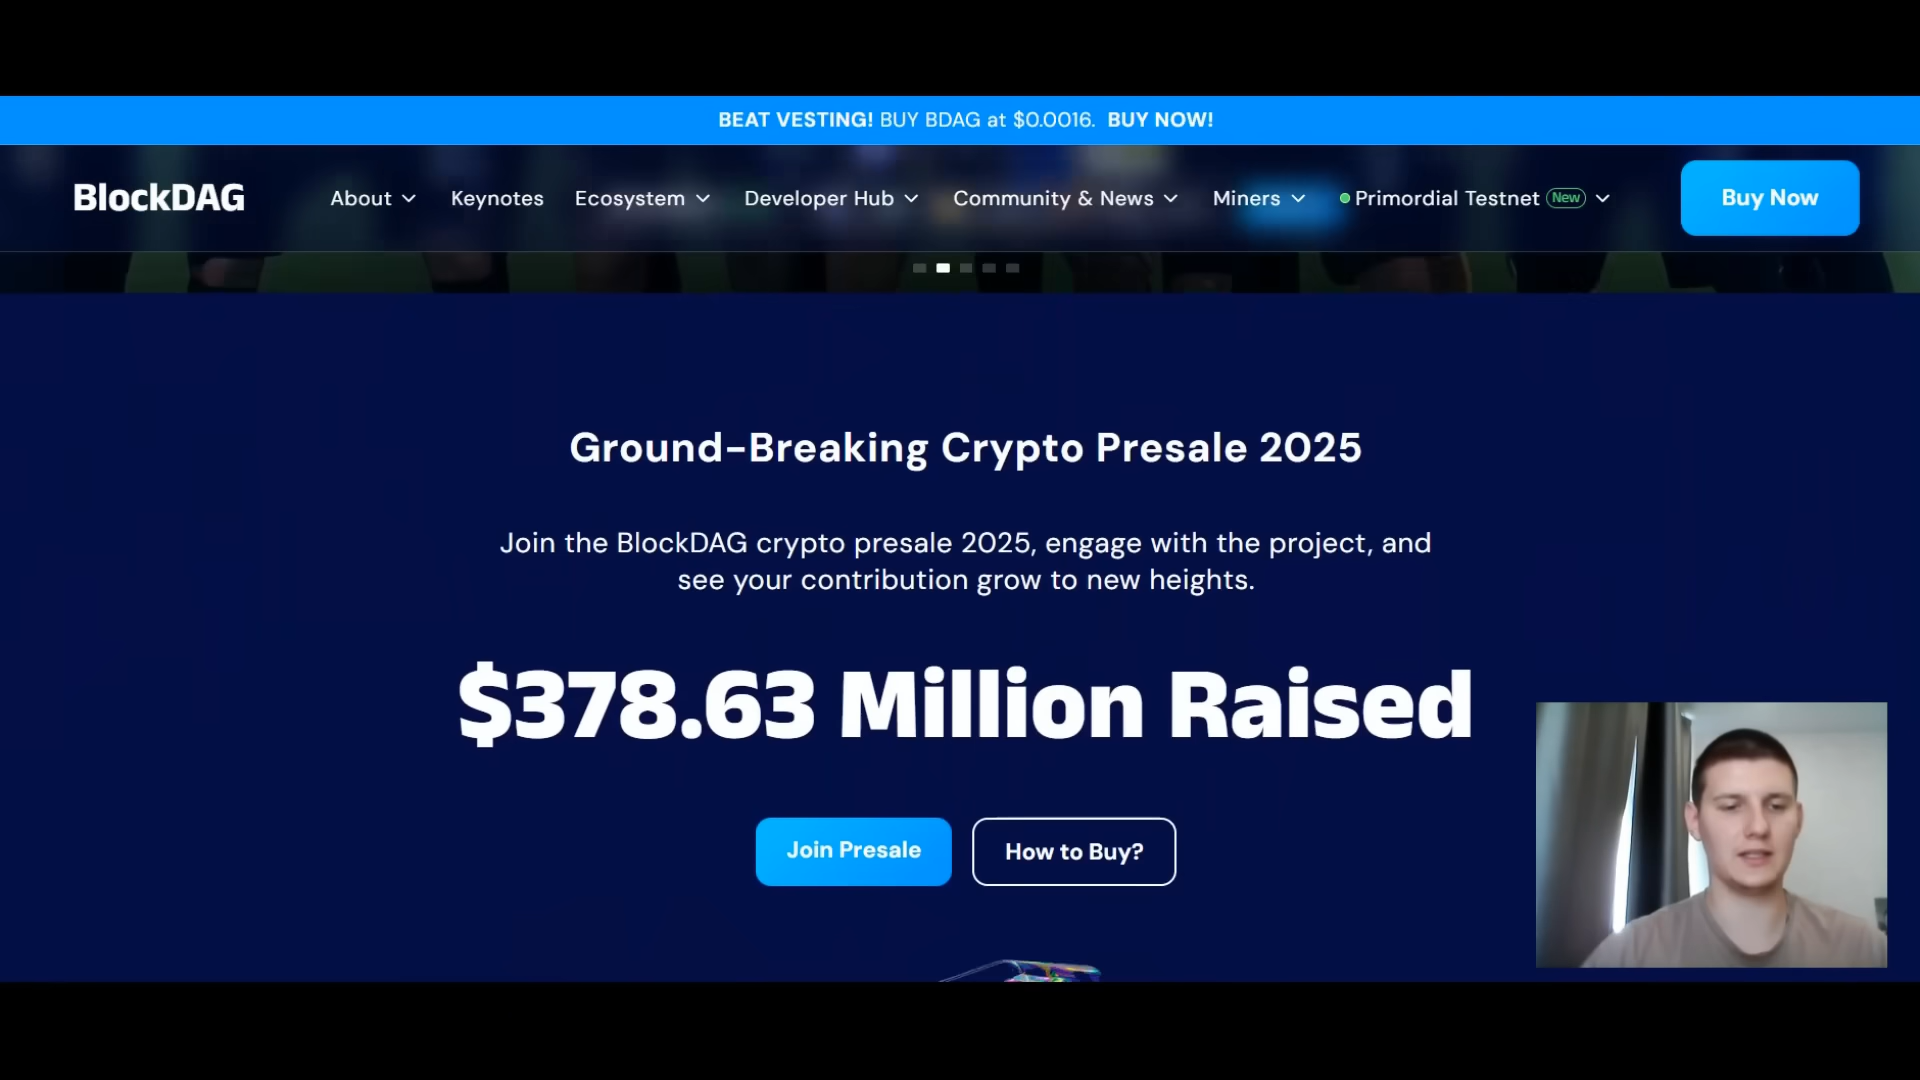 BEAT VESTING! BUY BDAG at $0.0016. BUY NOW!
BlockDAG
About
Keynotes
Ecosystem
Developer Hub
Community & News
Miners
Primordial Testnet New
Buy Now
Ground-Breaking Crypto Presale 2025
Join the BlockDAG crypto presale 2025, engage with the project, and
see your contribution grow to new heights.
$378.63 Million Raised
Join Presale
How to Buy?